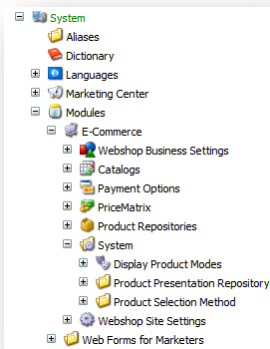 System
Aliases
Dictionary
Languages
Marketing Center
Modules
E-Commerce
Webshop Business Settings
Catalogs
Payment Options
PriceMatrix
Product Repositories
System
Display Product Modes
Product Presentation Repository
Product Selection Method
Webshop Site Settings
Web Forms for Marketers